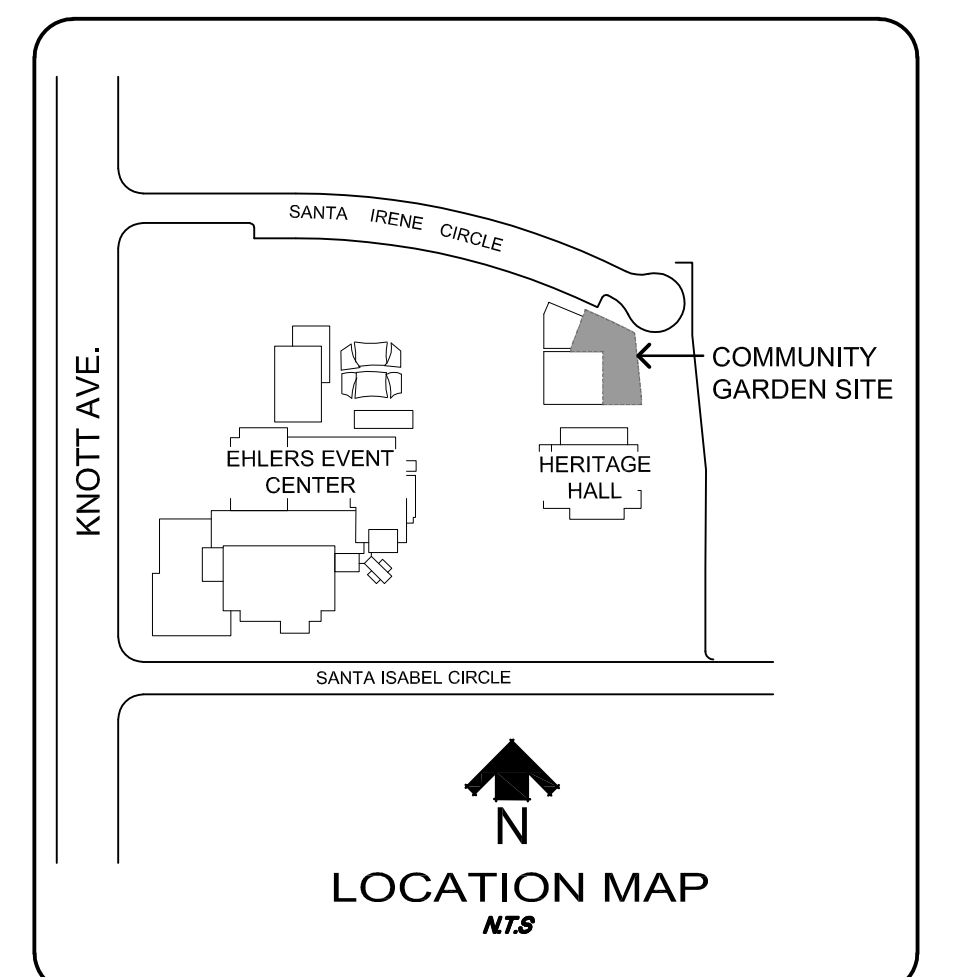 SANTA IRENE CIRCLE
KNOTT AVE.
COMMUNITY
GARDEN SITE
EHLERS EVENT
CENTER
HERITAGE
HALL
SANTA ISABEL CIRCLE
N
LOCATION MAP
N.T.S